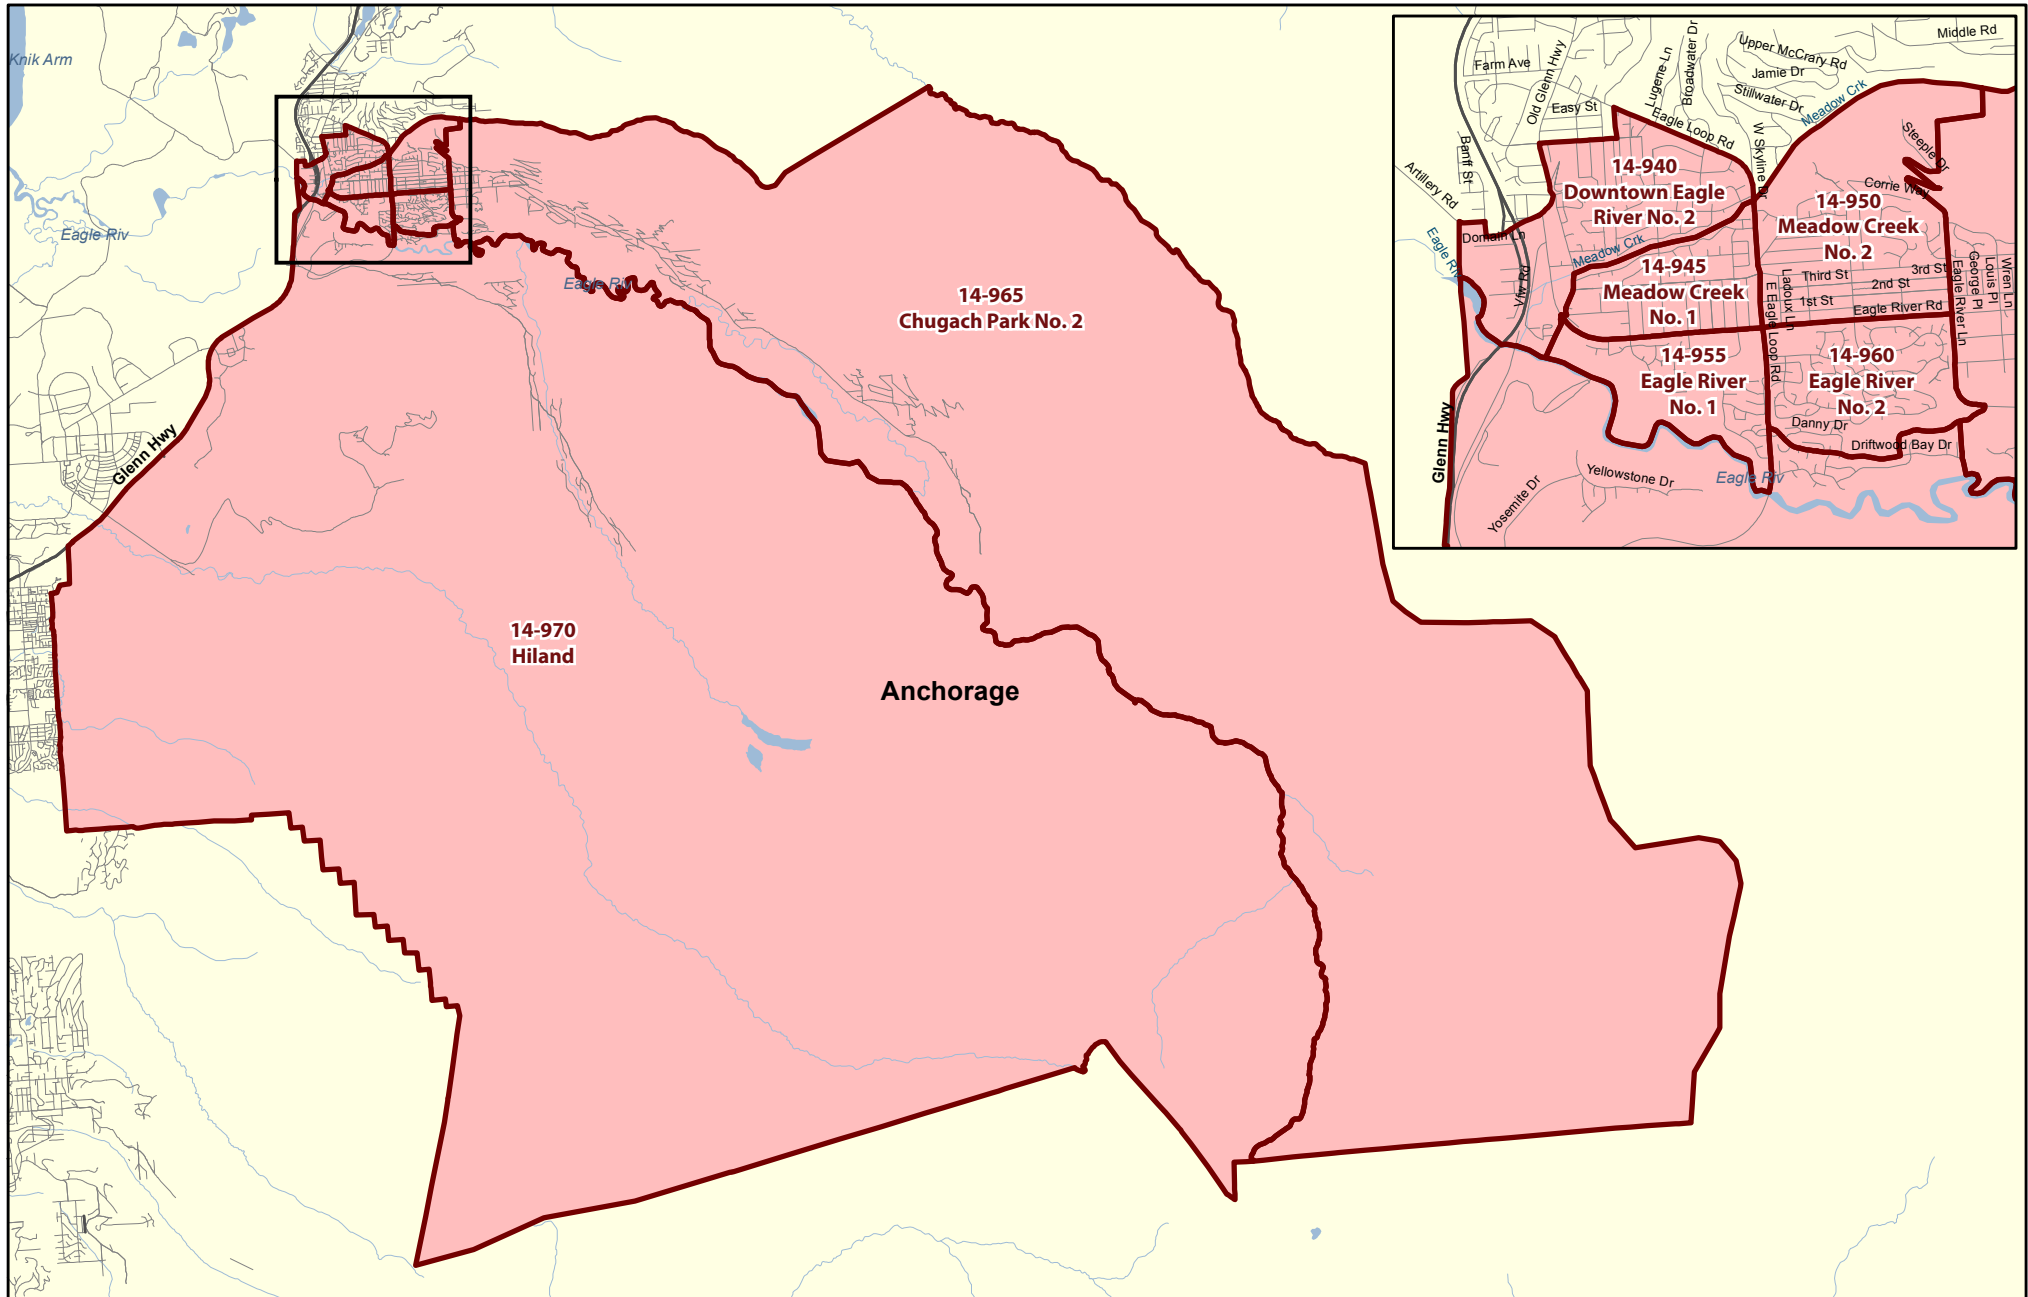 Knik Arm
Eagle Riv
Glenn Hwy
Eagle Riv
14-965
Chugach Park No. 2
14-970
Hiland
Anchorage
Middle Rd
Upper McCrary Rd
Jamie Dr
Stillwater Dr
Meadow Crk
Broadwater Dr
Lugene Ln
Farm Ave
Old Glenn Hwy
Easy St
Eagle Loop Rd
W Skyline Dr
Steeple Dr
Corrie Way
Banff St
Artillery Rd
Domain Ln
Eagle Riv
14-940
Downtown Eagle
River No. 2
14-950
Meadow Creek
No. 2
Meadow Crk
14-945
Meadow Creek
No. 1
Vfw Rd
Third St
3rd St
2nd St
1st St
Ladoux Ln
Eagle River Rd
E Eagle Loop Rd
Eagle River Ln
George Pl
Louis Pl
Wren Ln
14-955
Eagle River
No. 1
14-960
Eagle River
No. 2
Danny Dr
Driftwood Bay Dr
Glenn Hwy
Yellowstone Dr
Yosemite Dr
Eagle Riv